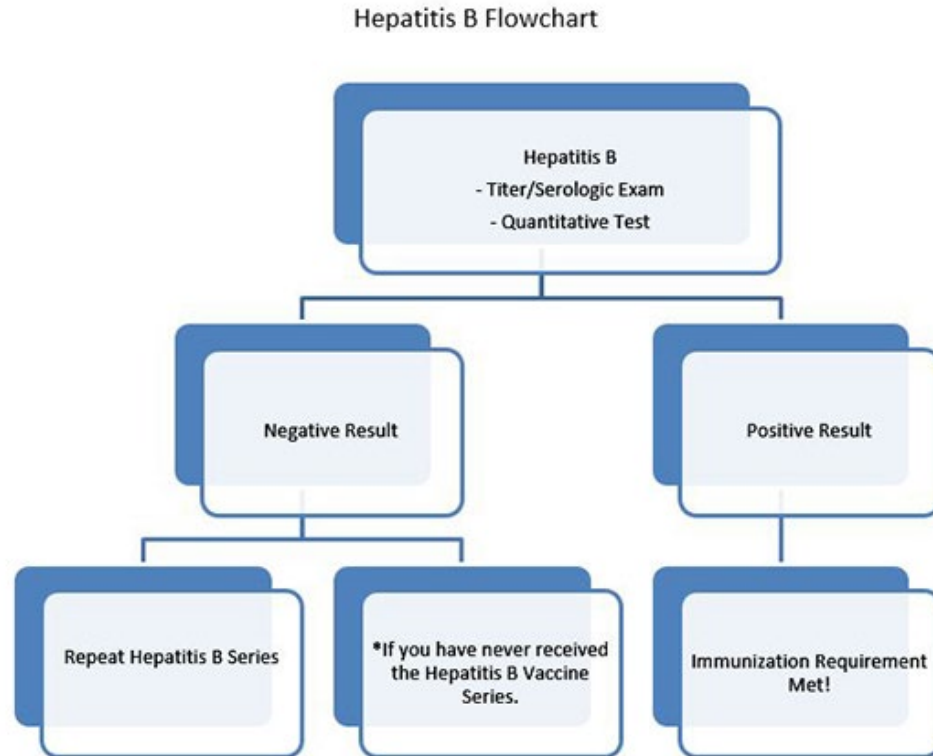 Hepatitis B Flowchart
Hepatitis B
- Titer/Serologic Exam
- Quantitative Test
Negative Result
Positive Result
Repeat Hepatitis B Series
*If you have never received
the Hepatitis B Vaccine
Series.
Immunization Requirement
Met!